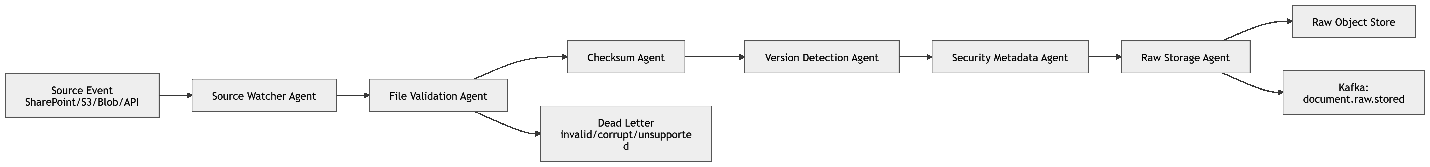 Source Event
SharePoint/S3/Blob/API
Source Watcher Agent
File Validation Agent
Checksum Agent
Dead Letter
invalid/corrupt/unsupporte
d
Version Detection Agent
Security Metadata Agent
Raw Storage Agent
Raw Object Store
Kafka:
document.raw.stored